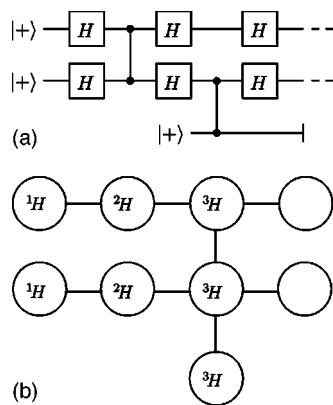 |+⟩ H H H
|+⟩ H H H
(a) |+⟩
¹H ²H ³H
¹H ²H ³H
³H
(b)